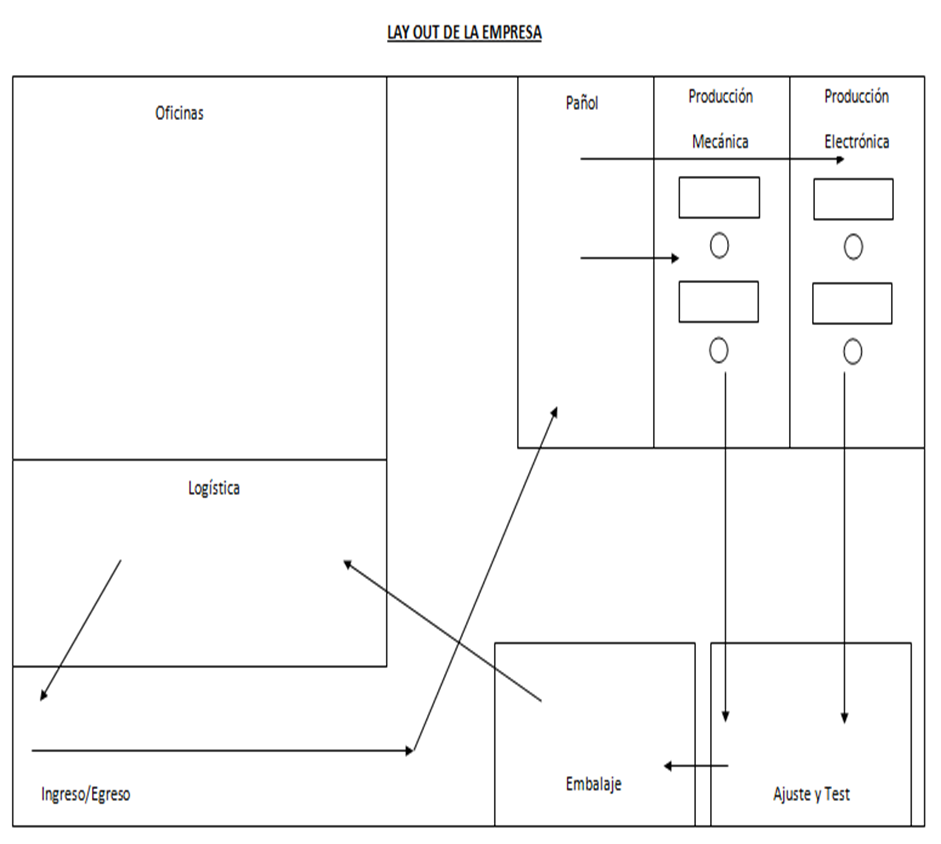 LAY OUT DE LA EMPRESA
Oficinas
Pañol
Producción
Mecánica
Producción
Electrónica
Logística
Ingreso/Egreso
Embalaje
Ajuste y Test